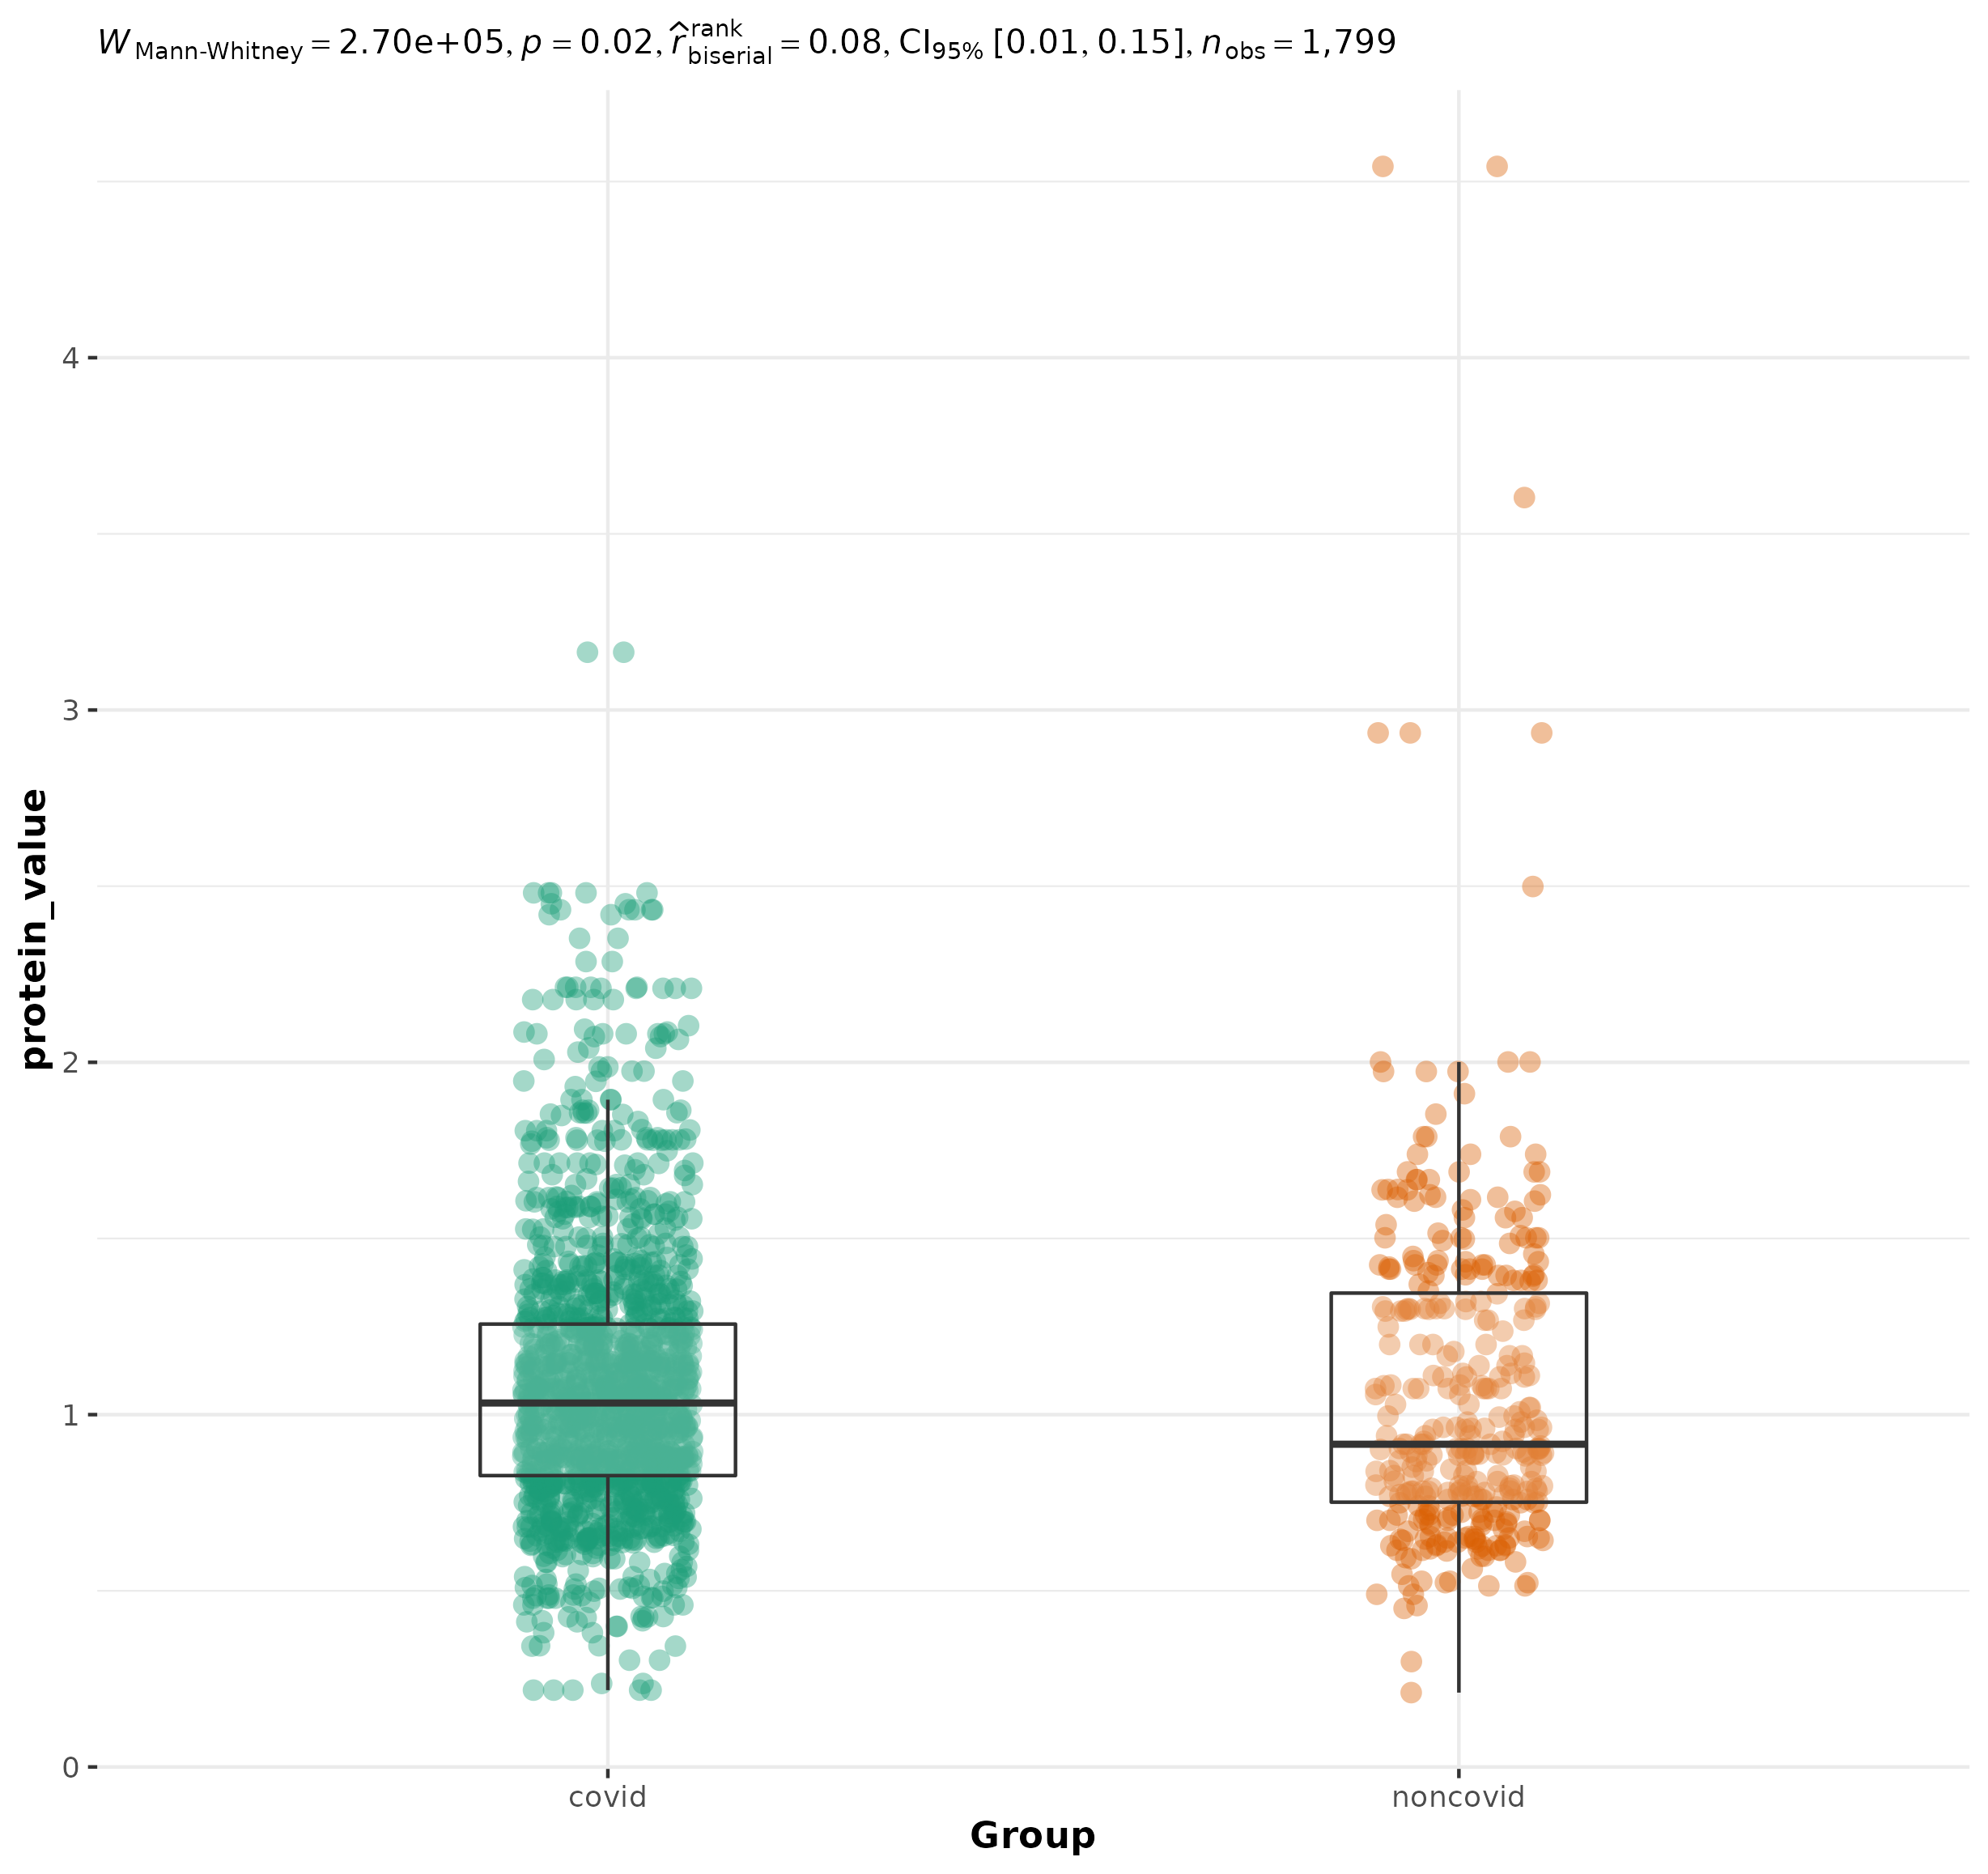 W Mann-Whitney = 2.70e+05, p = 0.02, r̂ rank biserial = 0.08, CI95% [0.01, 0.15], n obs = 1,799
4
3
2
1
0
protein_value
covid noncovid
Group